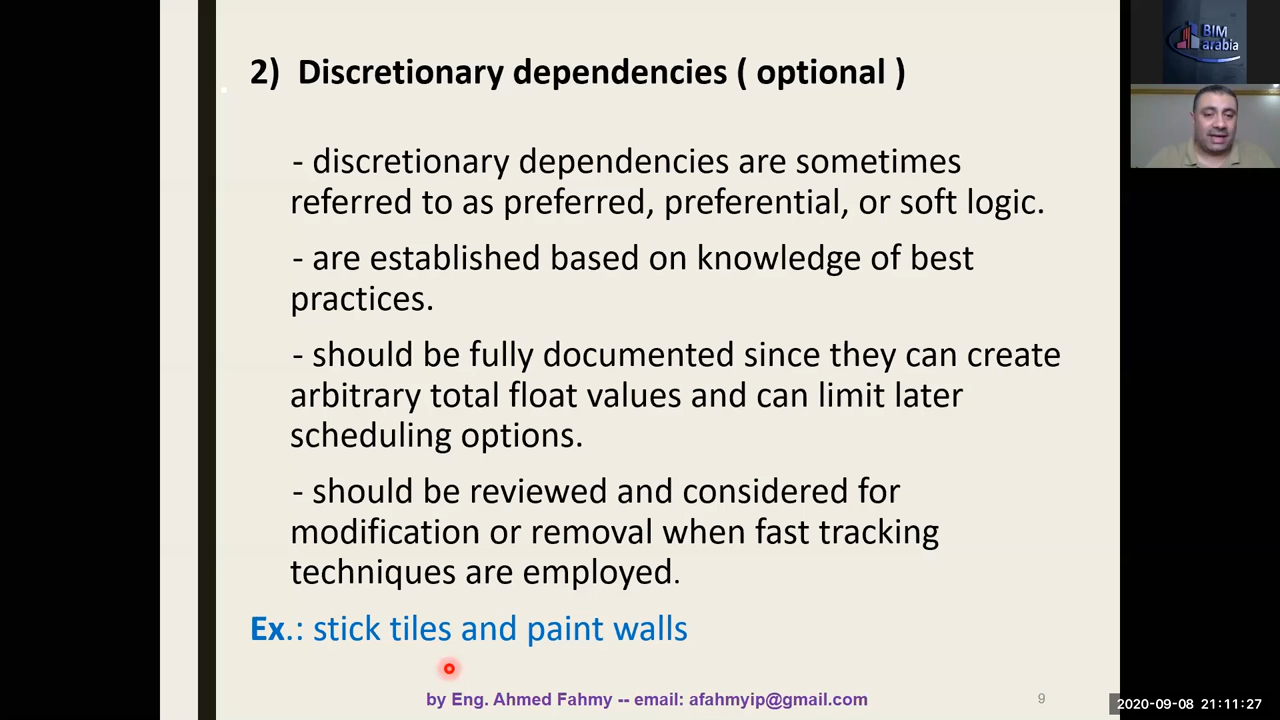 BIM
arabia
2) Discretionary dependencies ( optional )
- discretionary dependencies are sometimes
referred to as preferred, preferential, or soft logic.
- are established based on knowledge of best
practices.
- should be fully documented since they can create
arbitrary total float values and can limit later
scheduling options.
- should be reviewed and considered for
modification or removal when fast tracking
techniques are employed.
Ex.: stick tiles and paint walls
by Eng. Ahmed Fahmy -- email: afahmyip@gmail.com
9
2020-09-08 21:11:27